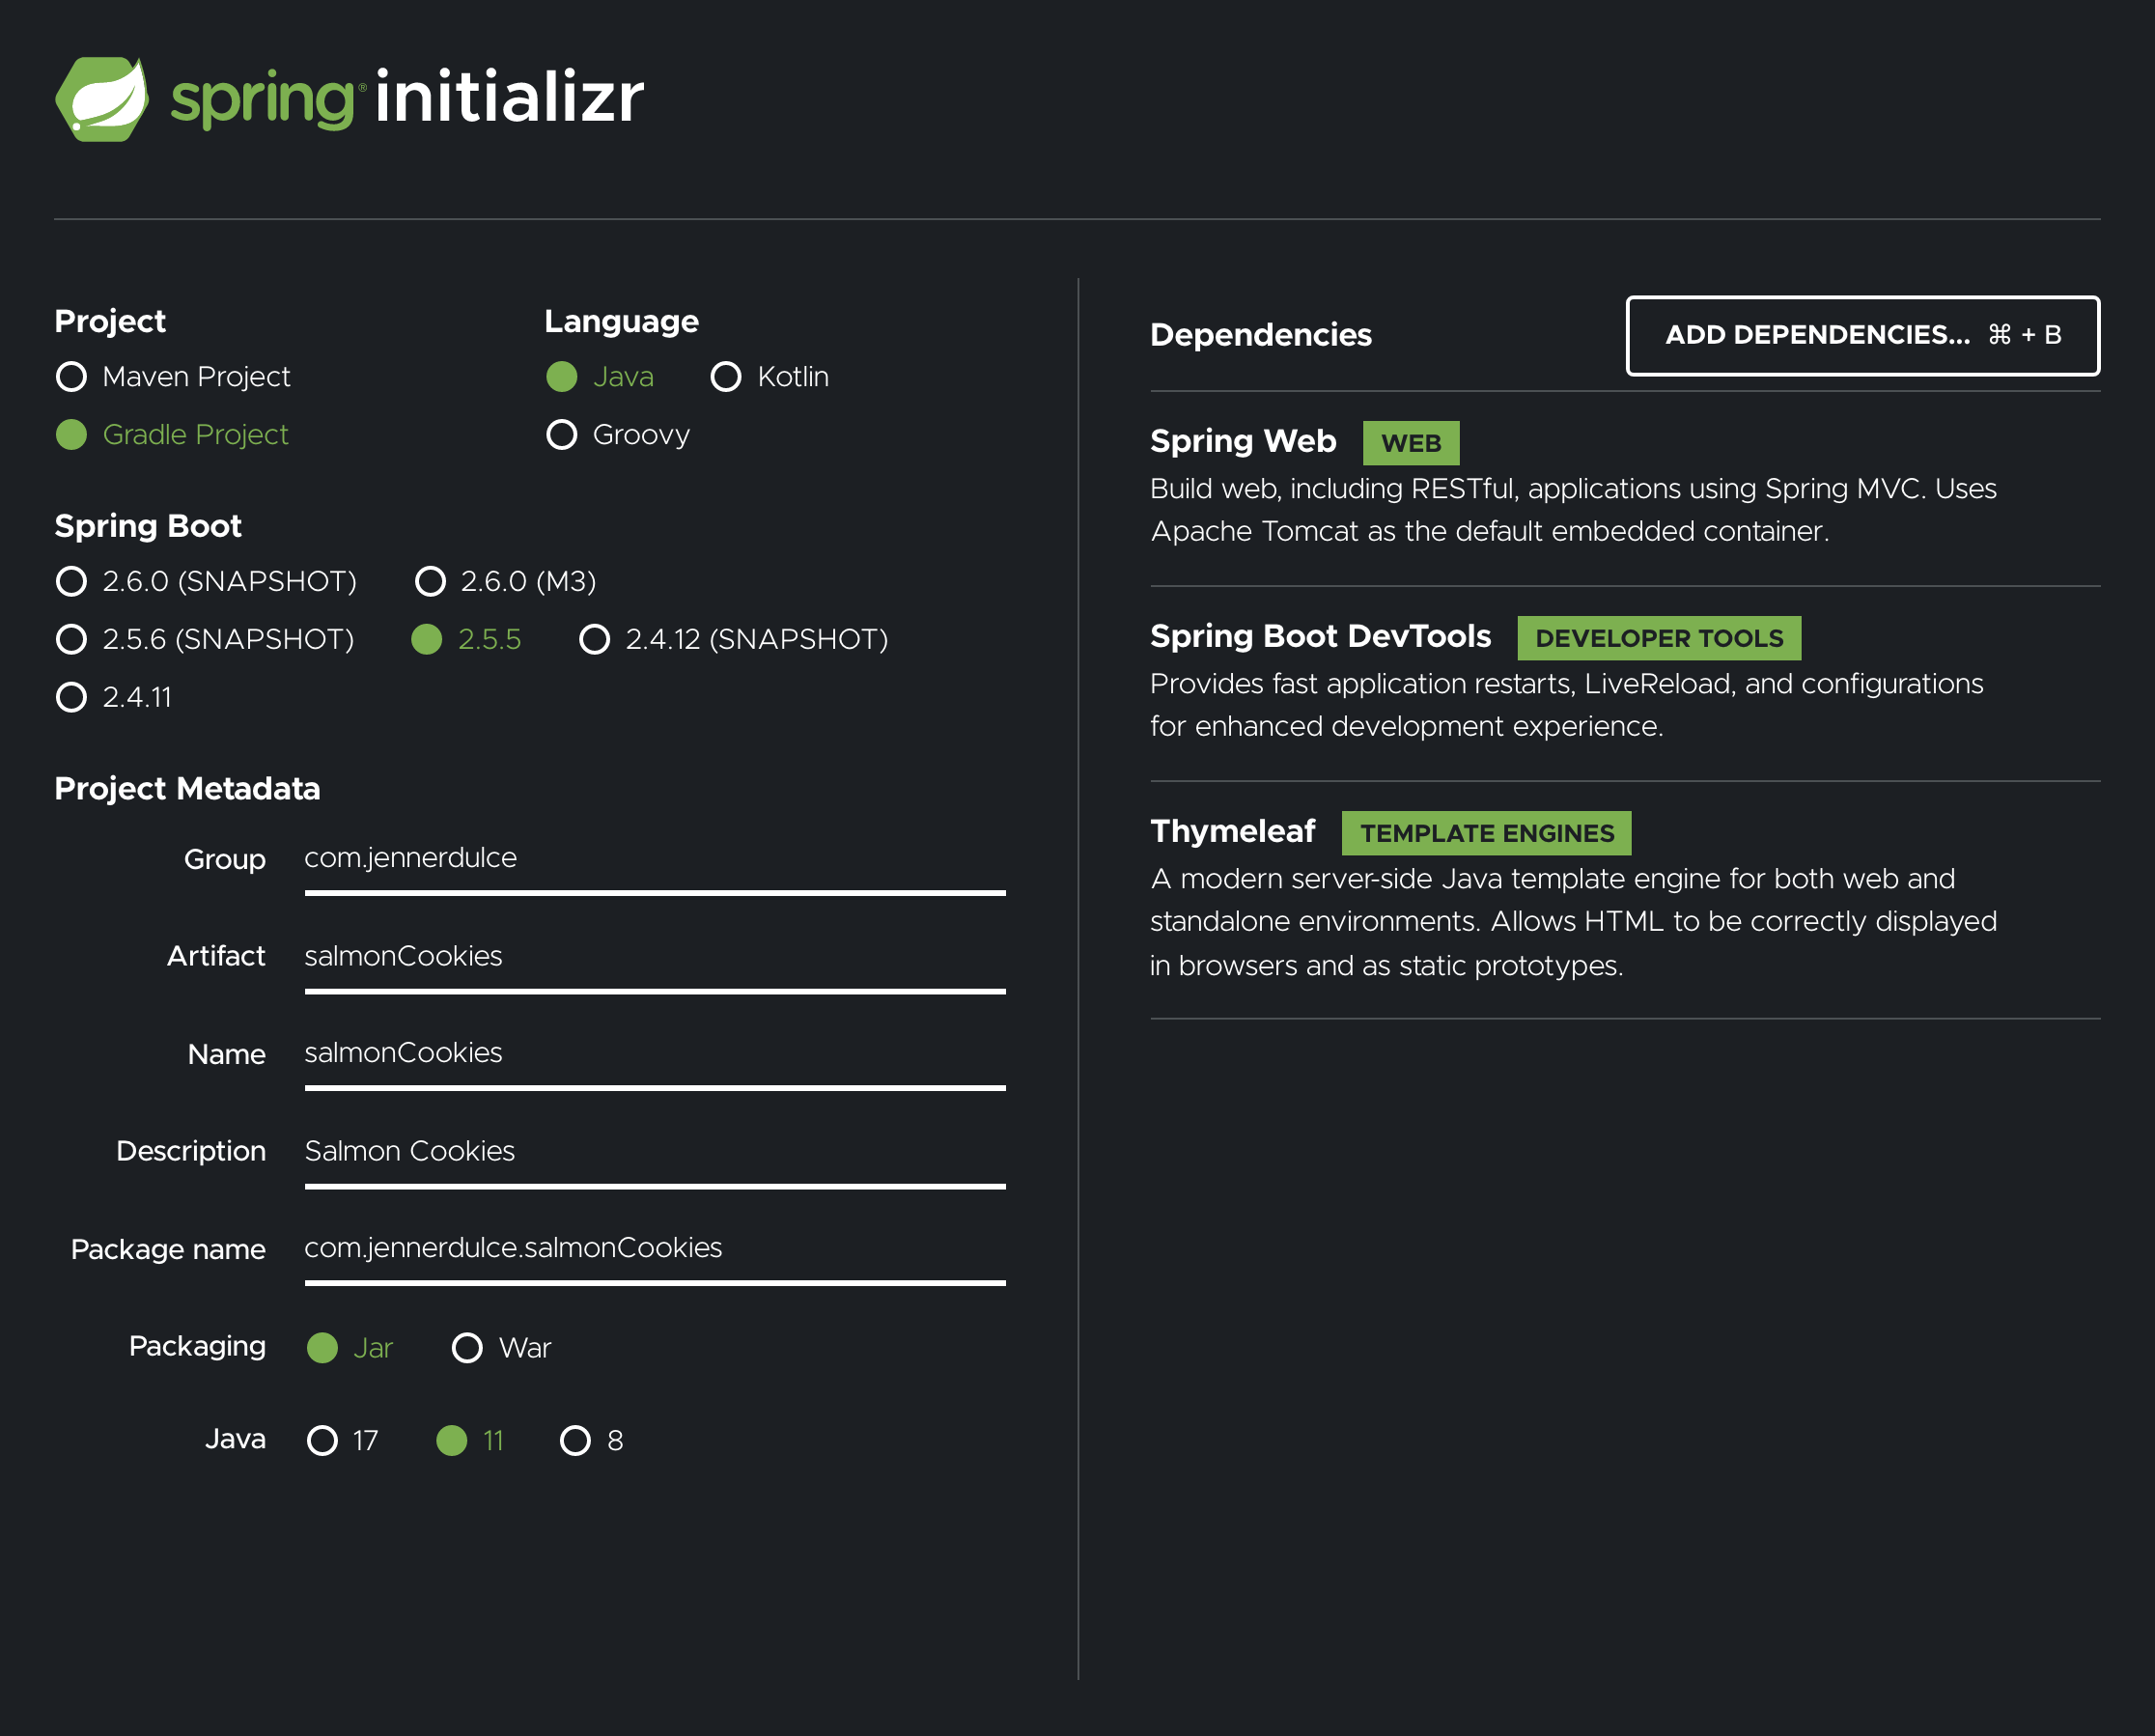 spring® initializr
Project
Maven Project
Gradle Project
Language
Java Kotlin
Groovy
Spring Boot
2.6.0 (SNAPSHOT) 2.6.0 (M3)
2.5.6 (SNAPSHOT) 2.5.5 2.4.12 (SNAPSHOT)
2.4.11
Project Metadata
Group com.jennerdulce
Artifact salmonCookies
Name salmonCookies
Description Salmon Cookies
Package name com.jennerdulce.salmonCookies
Packaging Jar War
Java 17 11 8
Dependencies ADD DEPENDENCIES... ⌘ + B
Spring Web WEB
Build web, including RESTful, applications using Spring MVC. Uses
Apache Tomcat as the default embedded container.
Spring Boot DevTools DEVELOPER TOOLS
Provides fast application restarts, LiveReload, and configurations
for enhanced development experience.
Thymeleaf TEMPLATE ENGINES
A modern server-side Java template engine for both web and
standalone environments. Allows HTML to be correctly displayed
in browsers and as static prototypes.